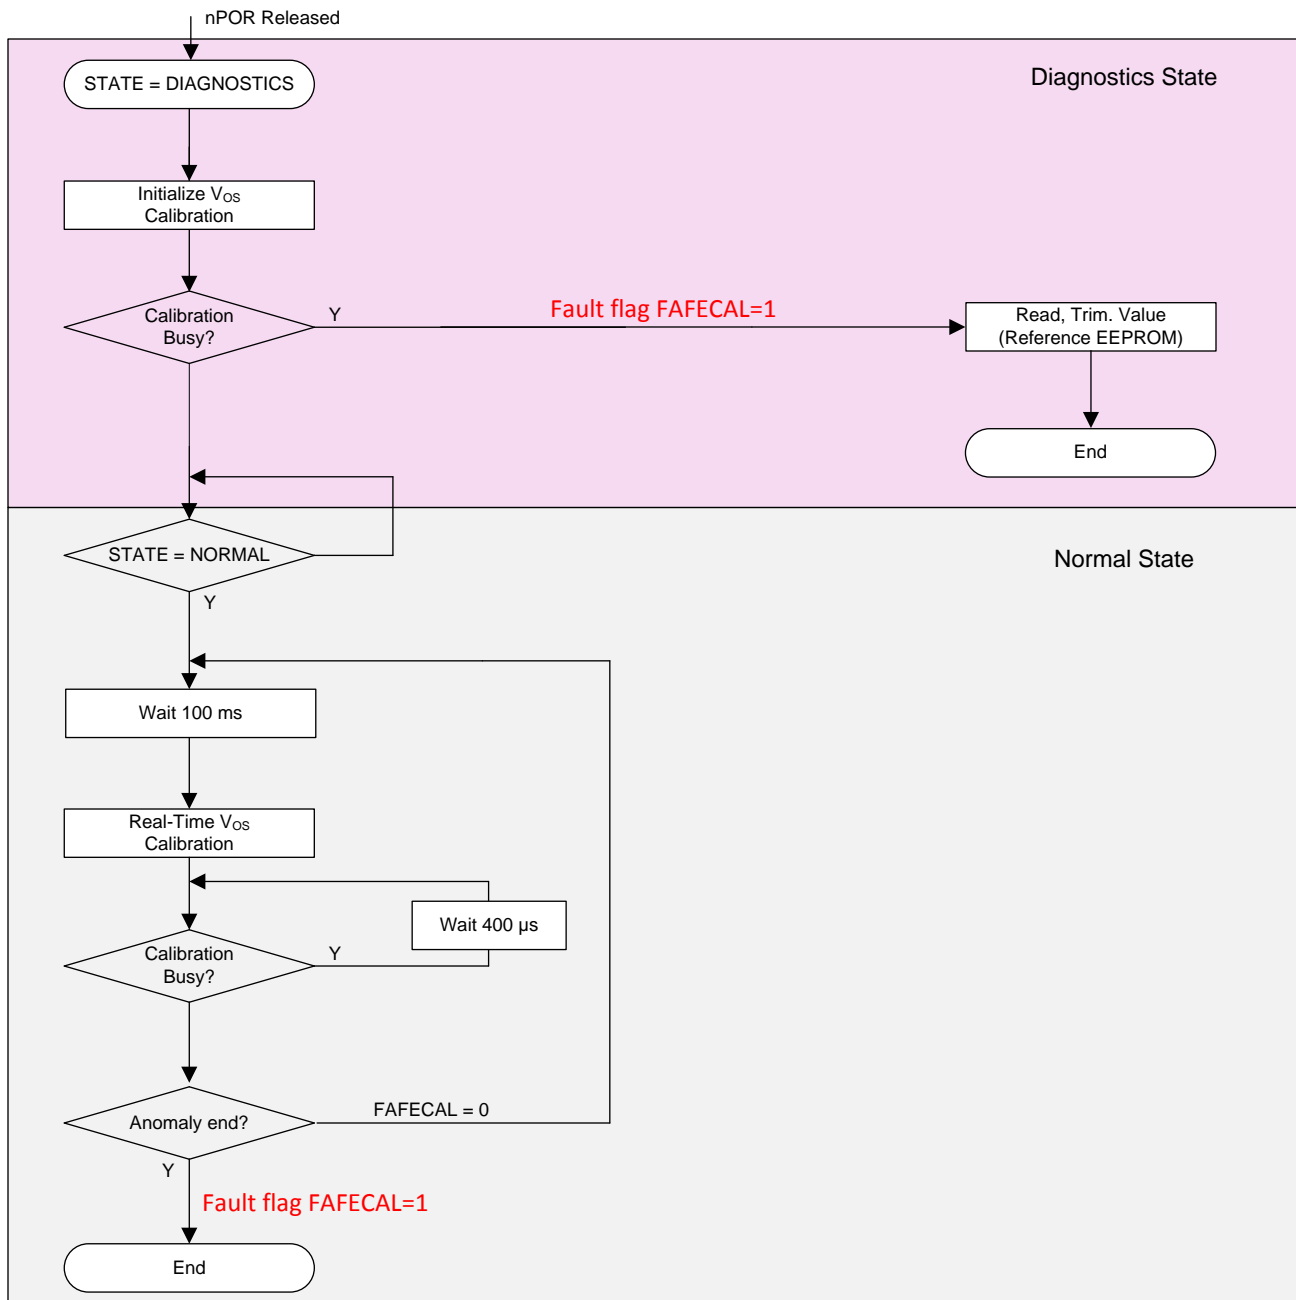 nPOR Released
STATE = DIAGNOSTICS
Diagnostics State
Initialize VOS
Calibration
Calibration
Busy?
Y
Fault flag FAFECAL=1
Read, Trim. Value
(Reference EEPROM)
End
STATE = NORMAL
Normal State
Y
Wait 100 ms
Real-Time VOS
Calibration
Wait 400 µs
Calibration
Busy?
Y
Anomaly end?
FAFECAL = 0
Y
Fault flag FAFECAL=1
End